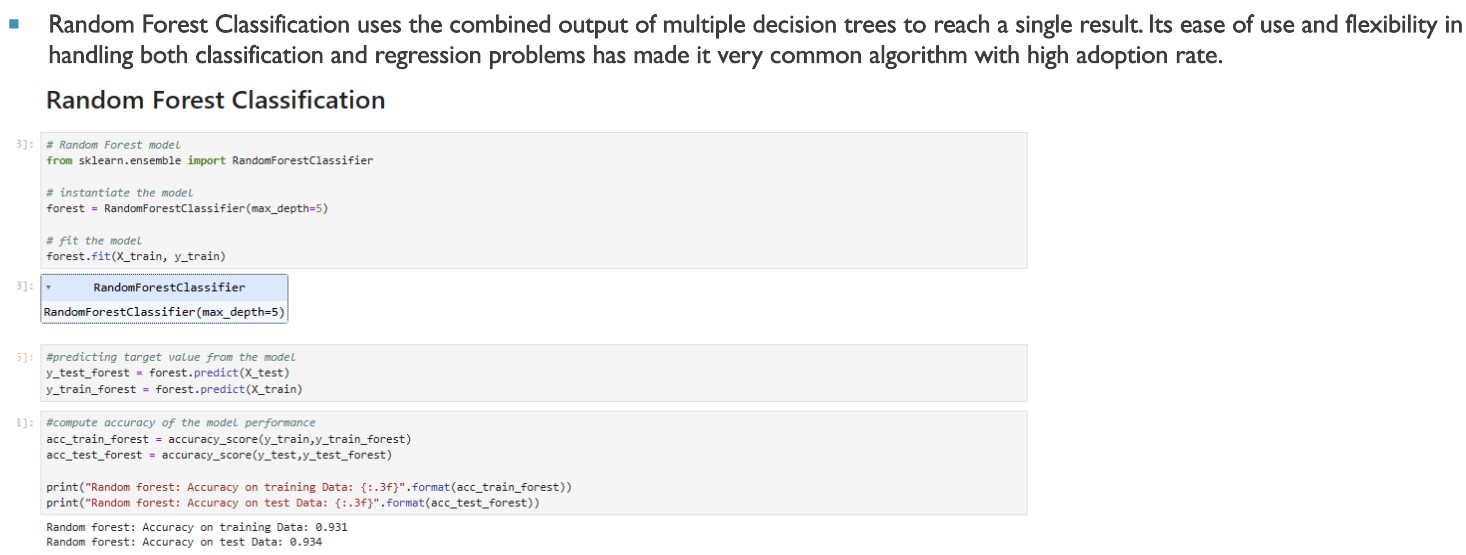 Random Forest Classification uses the combined output of multiple decision trees to reach a single result. Its ease of use and flexibility in
handling both classification and regression problems has made it very common algorithm with high adoption rate.
Random Forest Classification
3]:
# Random Forest model
from sklearn.ensemble import RandomForestClassifier
# instantiate the model
forest = RandomForestClassifier(max_depth=5)
# fit the model
forest.fit(X_train, y_train)
3]:
RandomForestClassifier
RandomForestClassifier(max_depth=5)
5]:
#predicting target value from the model
y_test_forest = forest.predict(X_test)
y_train_forest = forest.predict(X_train)
1]:
#compute accuracy of the model performance
acc_train_forest = accuracy_score(y_train,y_train_forest)
acc_test_forest = accuracy_score(y_test,y_test_forest)
print("Random forest: Accuracy on training Data: {:.3f}".format(acc_train_forest))
print("Random forest: Accuracy on test Data: {:.3f}".format(acc_test_forest))
Random forest: Accuracy on training Data: 0.931
Random forest: Accuracy on test Data: 0.934